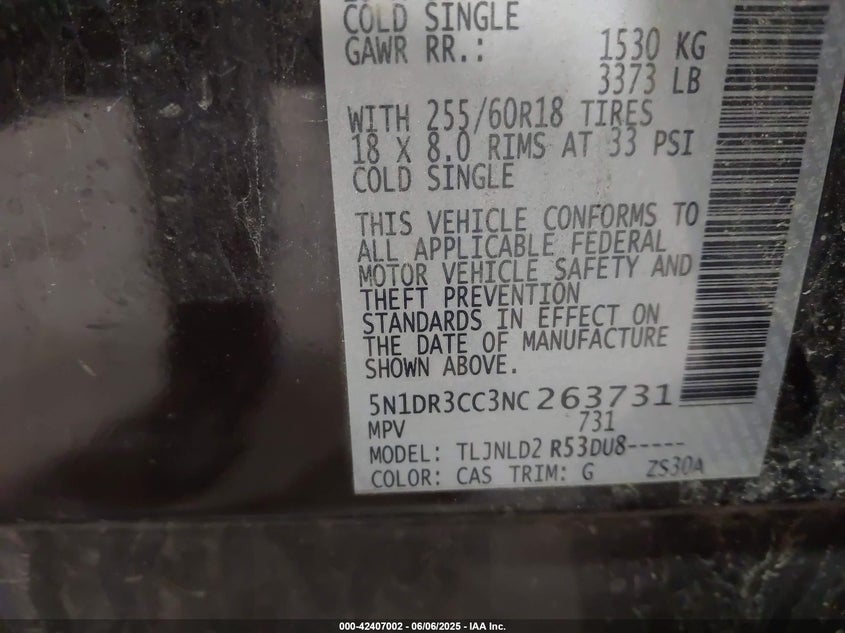 COLD SINGLE
GAWR RR.: 1530 KG
3373 LB
WITH 255/60R18 TIRES
18 X 8.0 RIMS AT 33 PSI
COLD SINGLE
THIS VEHICLE CONFORMS TO
ALL APPLICABLE FEDERAL
MOTOR VEHICLE SAFETY AND
THEFT PREVENTION
STANDARDS IN EFFECT ON
THE DATE OF MANUFACTURE
SHOWN ABOVE.
5N1DR3CC3NC263731
MPV 731
MODEL: TLJNLD2 R53DU8-----
COLOR: CAS TRIM: G ZS30A
000-42407002 - 06/06/2025 - IAA Inc.